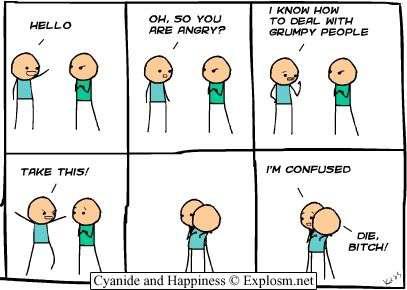 HELLO
OH, SO YOU
ARE ANGRY?
I KNOW HOW
TO DEAL WITH
GRUMPY PEOPLE
TAKE THIS!
I'M CONFUSED
DIE,
BITCH!
Cyanide and Happiness © Explosm.net